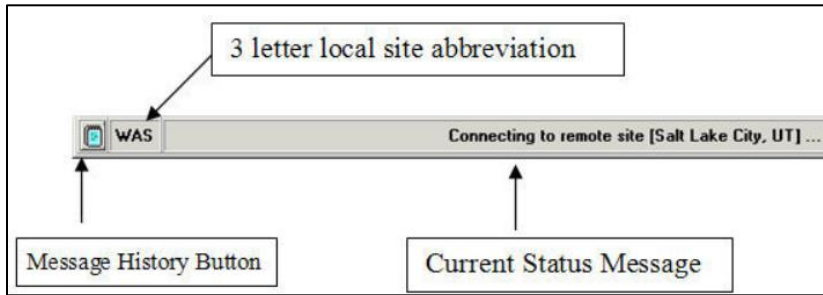 3 letter local site abbreviation
WAS Connecting to remote site [Salt Lake City, UT] ...
Message History Button
Current Status Message